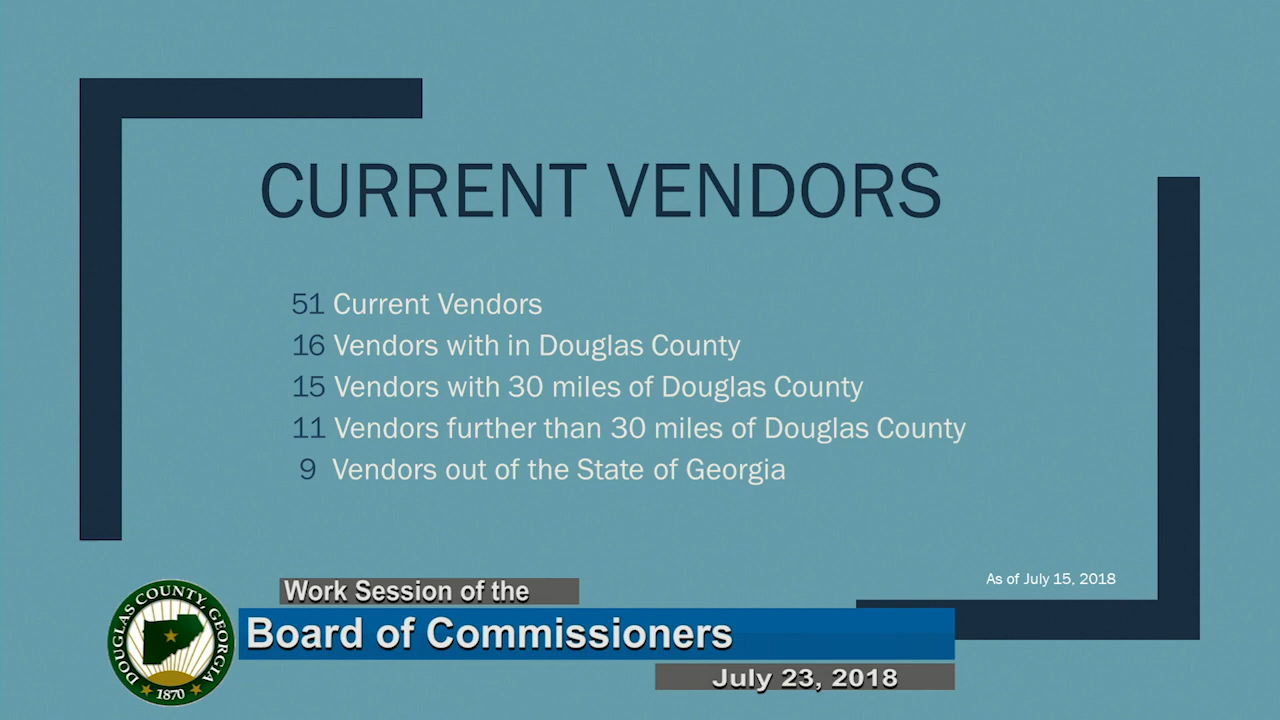 CURRENT VENDORS
51 Current Vendors
16 Vendors with in Douglas County
15 Vendors with 30 miles of Douglas County
11 Vendors further than 30 miles of Douglas County
9 Vendors out of the State of Georgia
As of July 15, 2018
Work Session of the
Board of Commissioners
July 23, 2018
DOUGLAS COUNTY, GEORGIA
1870